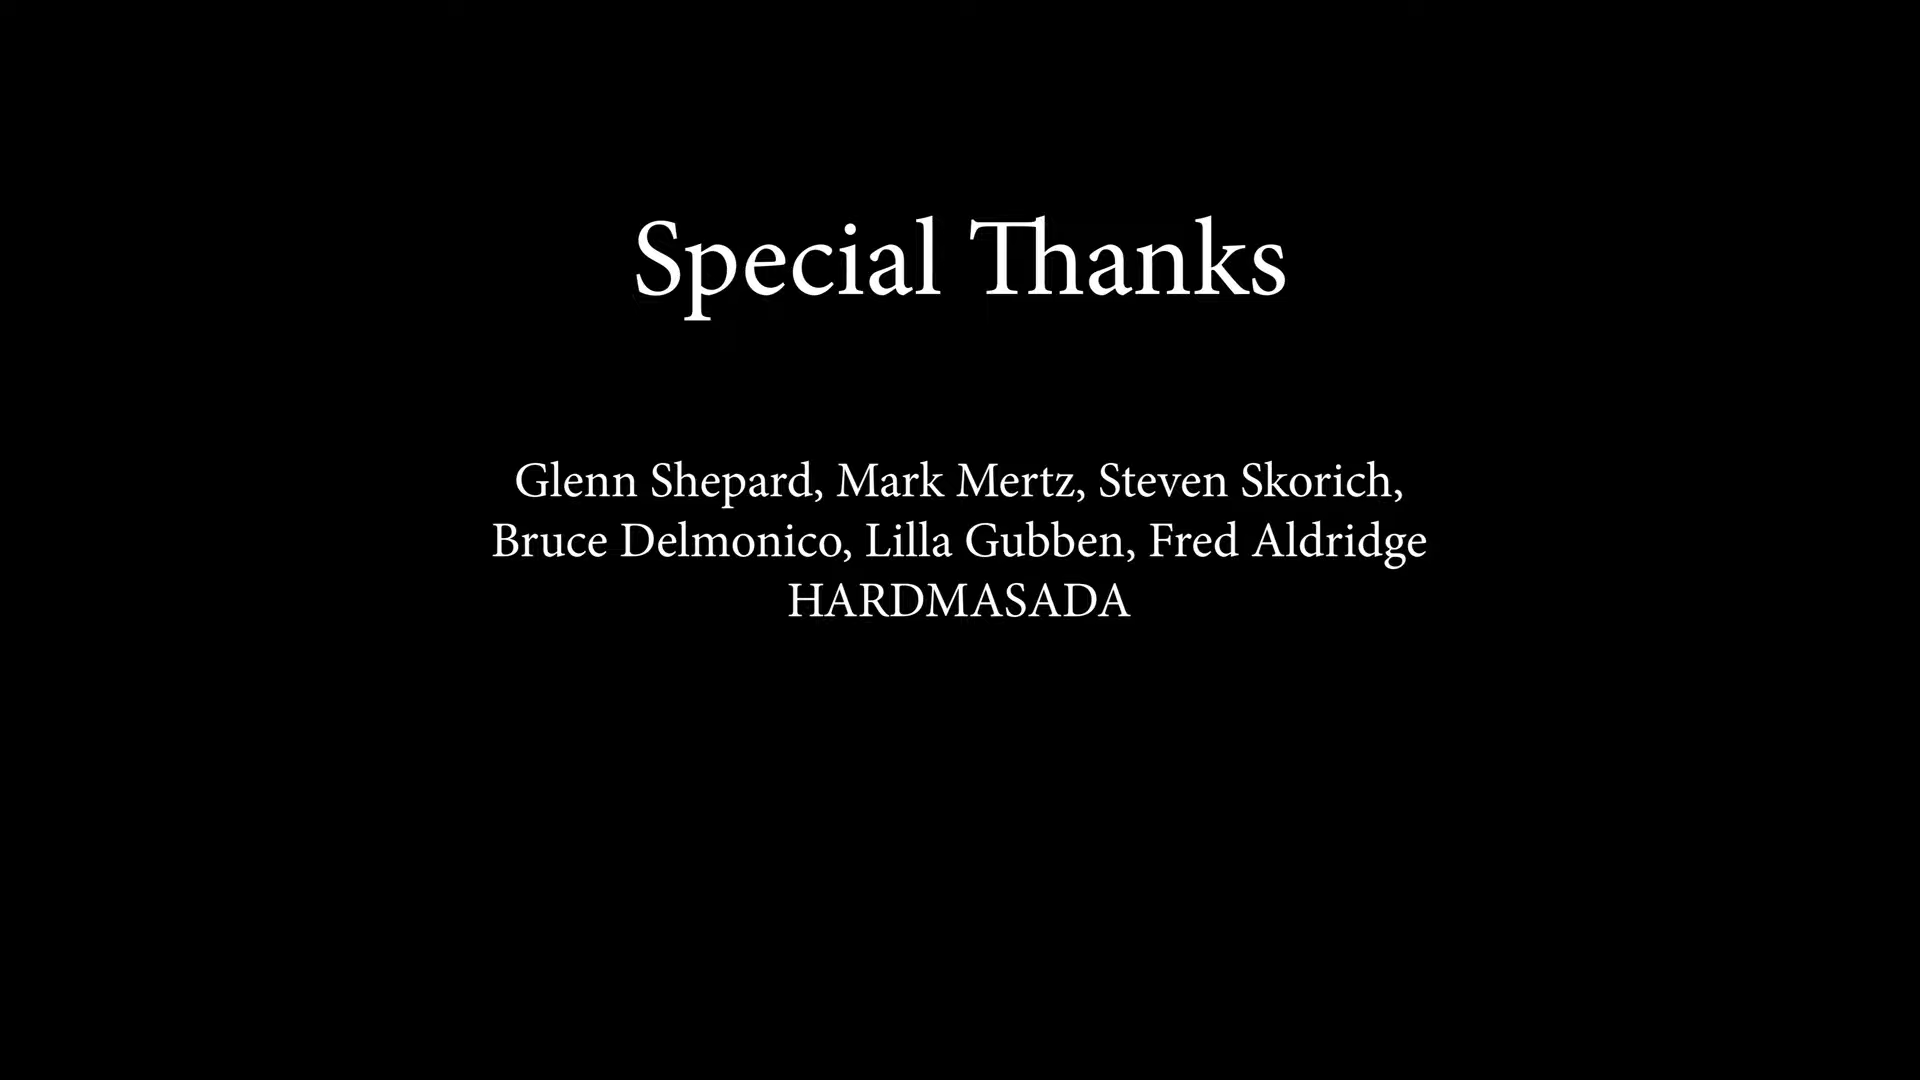 Special Thanks
Glenn Shepard, Mark Mertz, Steven Skorich,
Bruce Delmonico, Lilla Gubben, Fred Aldridge
HARDMASADA